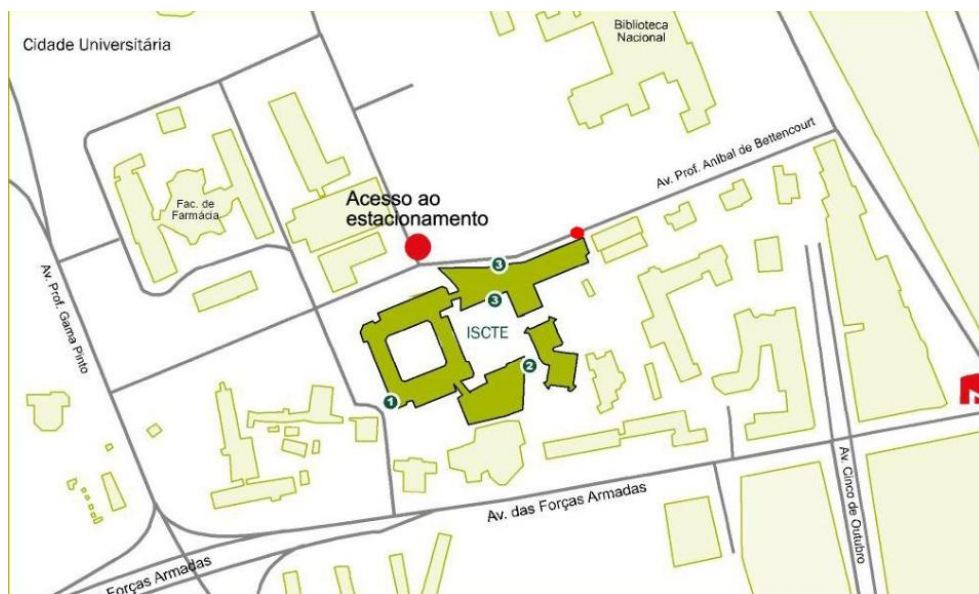 Cidade Universitária
Biblioteca
Nacional
Av. Prof. Aníbal de Bettencourt
Fac. de
Farmácia
Acesso ao
estacionamento
3
3
ISCTE
Av. Prof. Gama Pinto
2
1
Av. das Forças Armadas
Av. Cinco de Outubro
Forças Armadas